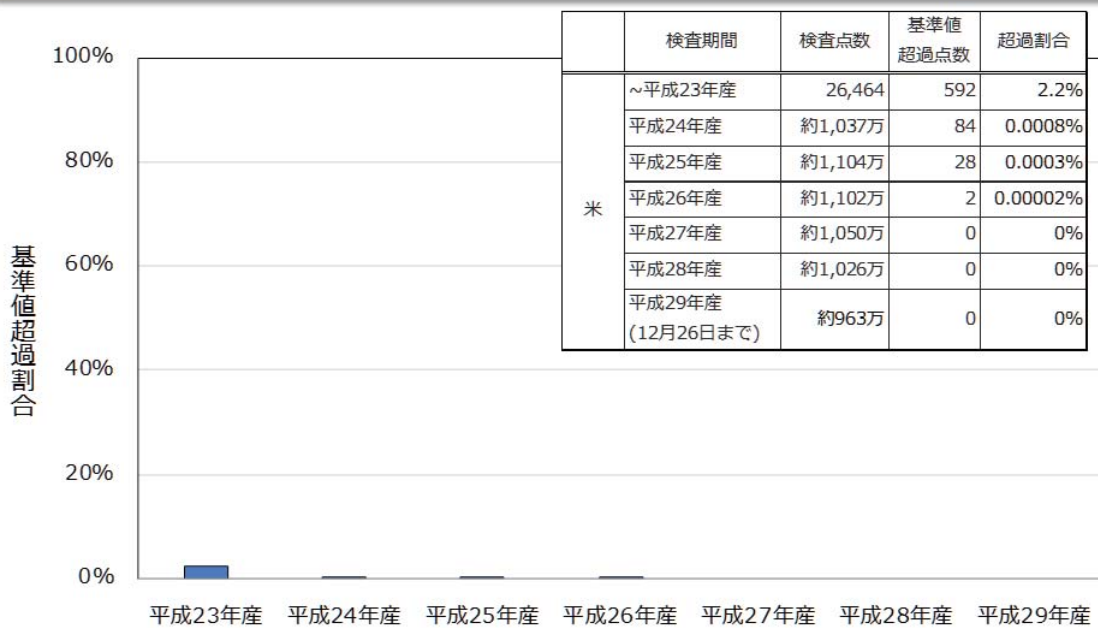 検査期間 検査点数 基準値超過点数 超過割合
米
~平成23年産 26,464 592 2.2%
平成24年産 約1,037万 84 0.0008%
平成25年産 約1,104万 28 0.0003%
平成26年産 約1,102万 2 0.00002%
平成27年産 約1,050万 0 0%
平成28年産 約1,026万 0 0%
平成29年産
(12月26日まで) 約963万 0 0%
基準値超過割合
100%
80%
60%
40%
20%
0%
平成23年産 平成24年産 平成25年産 平成26年産 平成27年産 平成28年産 平成29年産